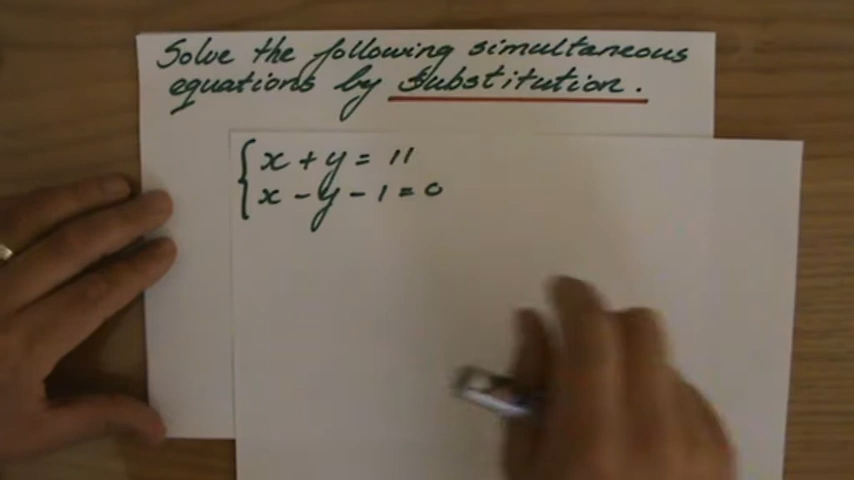 Solve the following simultaneous
equations by substitution.
x + y = 11
x - y - 1 = 0